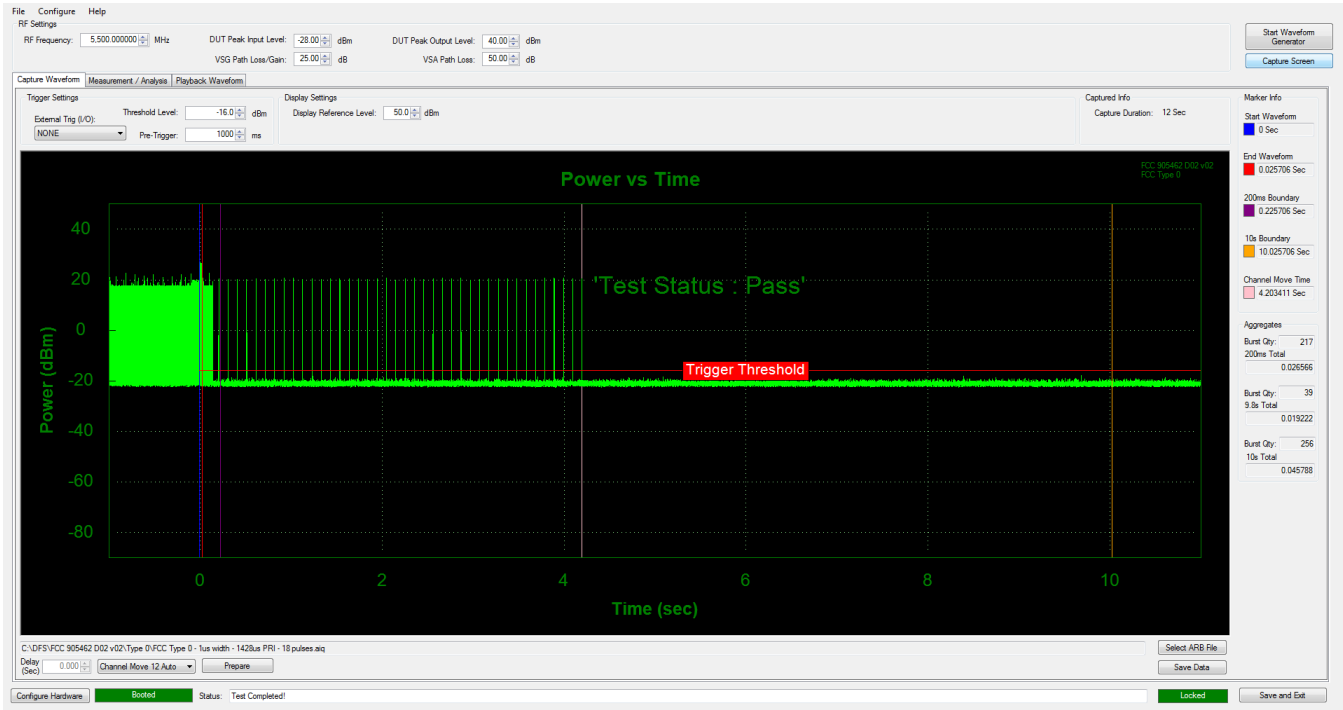 File Configure Help
RF Settings
RF Frequency: 5,500.000000 MHz DUT Peak Input Level: -28.00 dBm DUT Peak Output Level: 40.00 dBm
VSG Path Loss/Gain: 25.00 dB VSA Path Loss: 50.00 dB
Start Waveform
Generator
Capture Screen
Capture Waveform Measurement / Analysis Playback Waveform
Trigger Settings
External Trig (I/O):
NONE
Threshold Level: -16.0 dBm
Pre-Trigger: 1000 ms
Display Settings
Display Reference Level: 50.0 dBm
Captured Info
Capture Duration: 12 Sec
Power vs Time
FCC 905462 D02 v02
FCC Type 0
'Test Status : Pass'
Trigger Threshold
Power (dBm)
40
20
0
-20
-40
-60
-80
0 2 4 6 8 10
Time (sec)
Marker Info
Start Waveform
0 Sec
End Waveform
0.025706 Sec
200ms Boundary
0.225706 Sec
10s Boundary
10.025706 Sec
Channel Move Time
4.203411 Sec
Aggregates
Burst Qty: 217
200ms Total
0.026566
Burst Qty: 39
9.8s Total
0.019222
Burst Qty: 256
10s Total
0.045788
C:\DFS\FCC 905462 D02 v02\Type 0\FCC Type 0 - 1us width - 1428us PRI - 18 pulses.aiq
Select ARB File
Delay
(Sec) 0.000 Channel Move 12 Auto Prepare
Save Data
Configure Hardware Booted Status: Test Completed! Locked Save and Exit